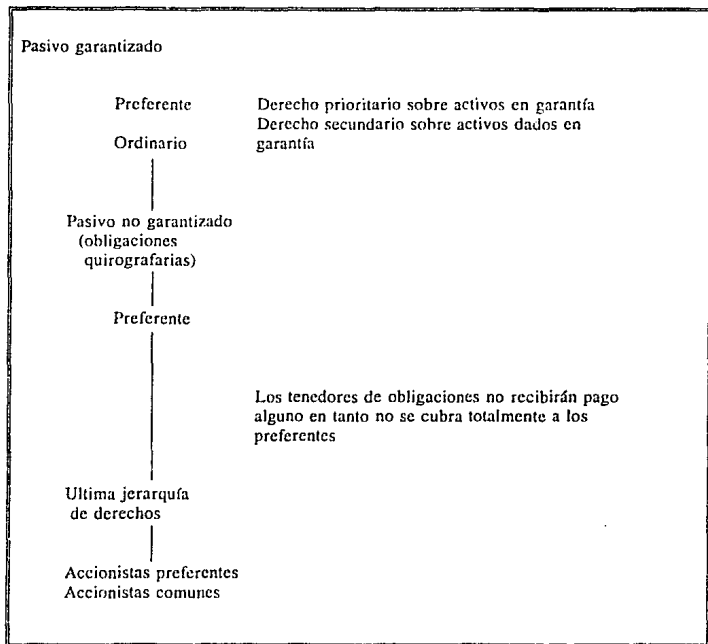 Pasivo garantizado
Preferente Derecho prioritario sobre activos en garantía
Derecho secundario sobre activos dados en
Ordinario garantía
Pasivo no garantizado
(obligaciones
quirografarias)
Preferente
Los tenedores de obligaciones no recibirán pago
alguno en tanto no se cubra totalmente a los
preferentes
Ultima jerarquía
de derechos
Accionistas preferentes
Accionistas comunes